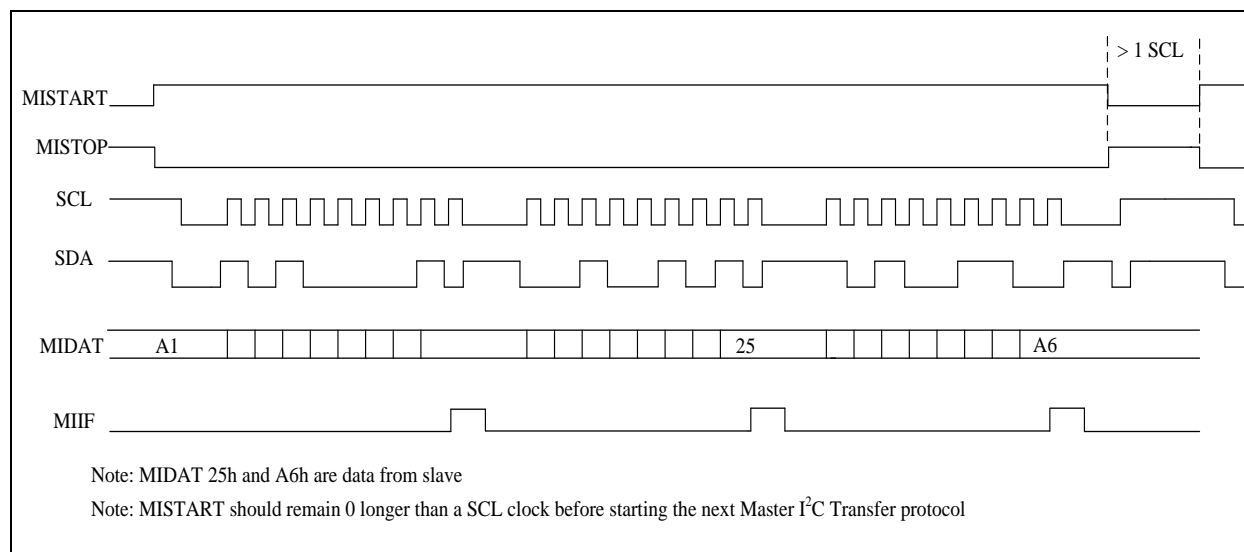 > 1 SCL
MISTART
MISTOP
SCL
SDA
MIDAT A1 25 A6
MIIF
Note: MIDAT 25h and A6h are data from slave
Note: MISTART should remain 0 longer than a SCL clock before starting the next Master I²C Transfer protocol